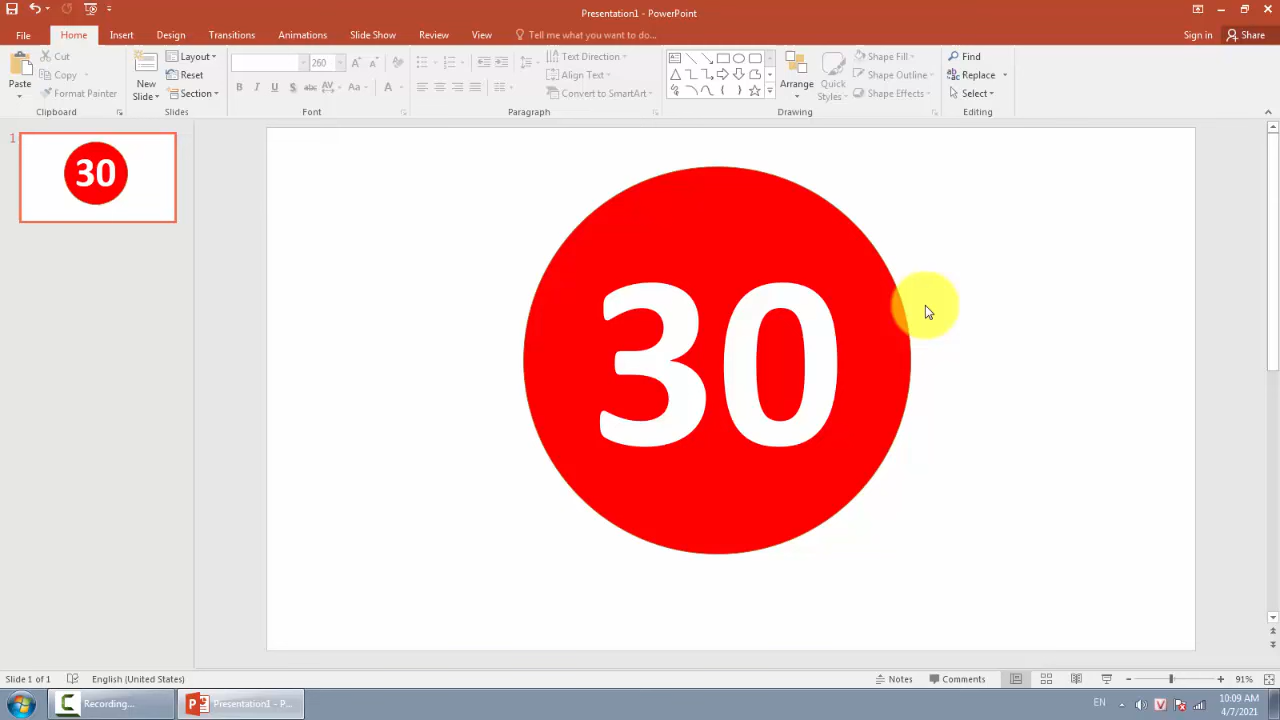 Presentation1 - PowerPoint
File Home Insert Design Transitions Animations Slide Show Review View Tell me what you want to do... Sign in Share
Paste Cut Copy Format Painter
Clipboard
New Slide Layout Reset Section
Slides
260
B I U S abc AV Aa A
Font
Text Direction Align Text Convert to SmartArt
Paragraph
Arrange Quick Styles Shape Fill Shape Outline Shape Effects
Drawing
Find Replace Select
Editing
1
30
30
Slide 1 of 1 English (United States) Notes Comments 91%
Recording... Presentation1 - P... EN 10:09 AM
4/7/2021